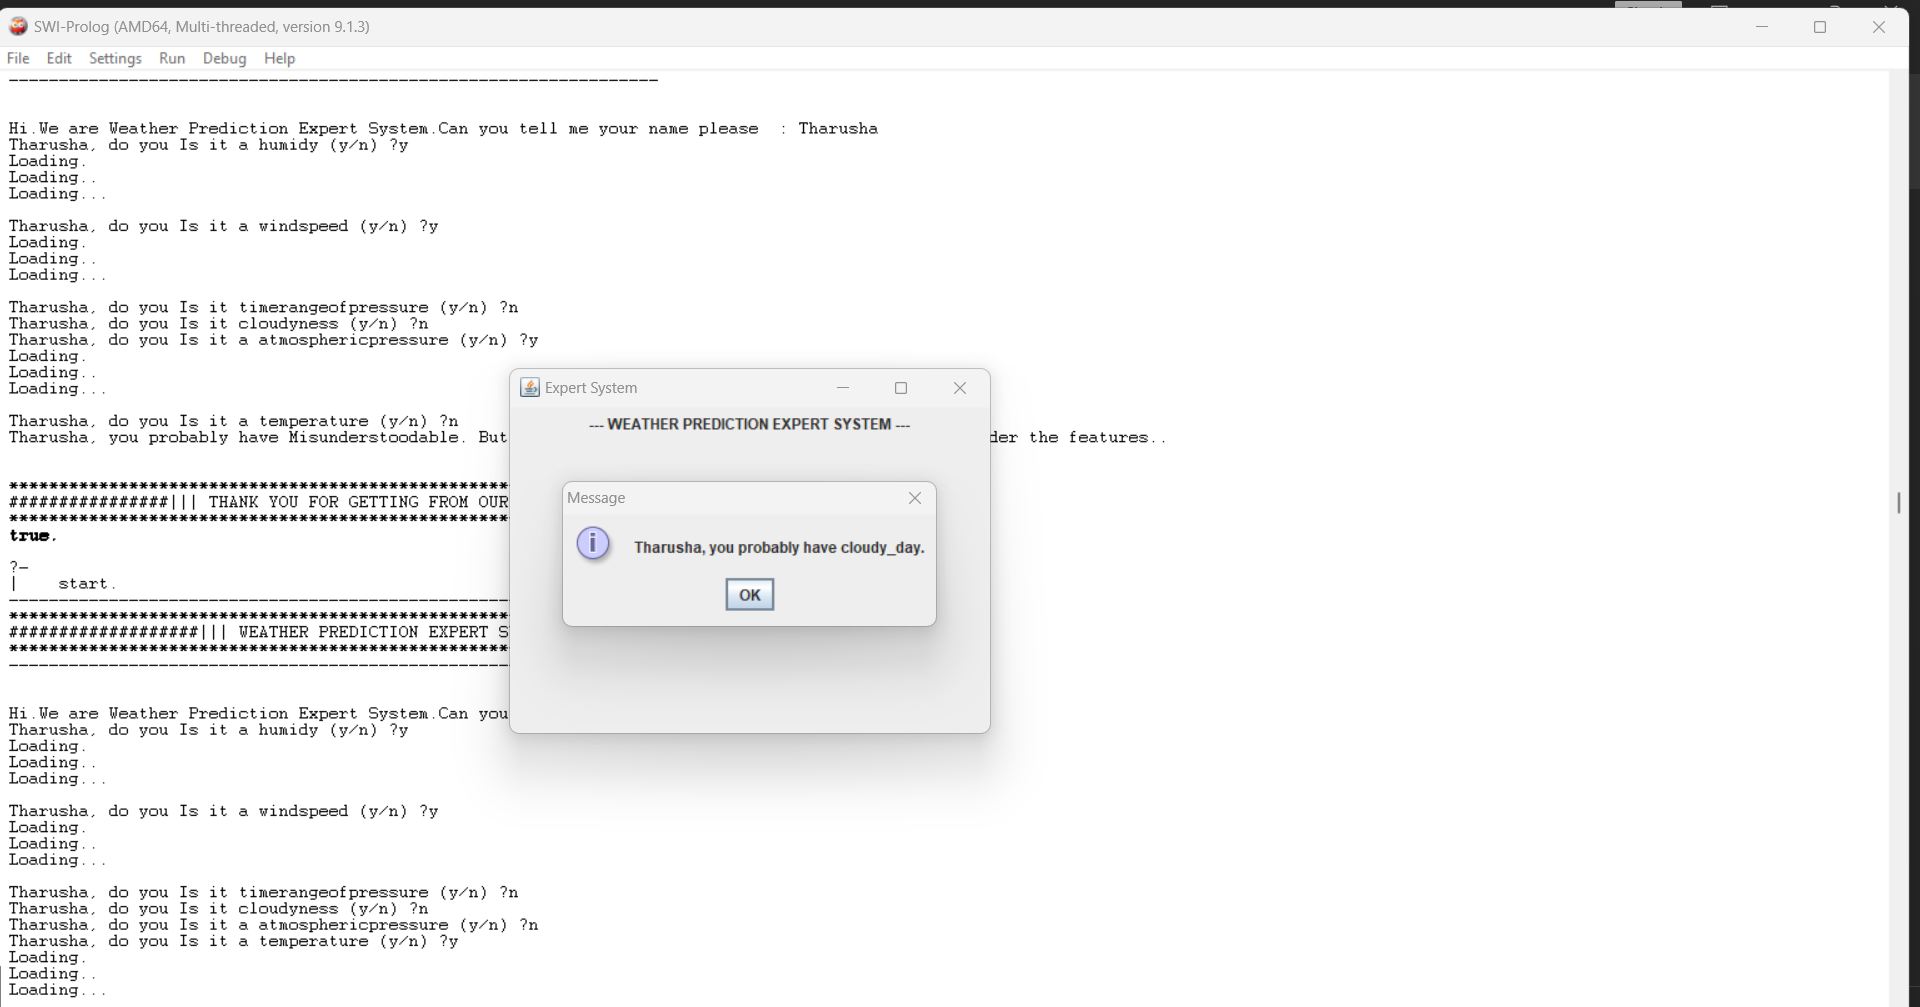 SWI-Prolog (AMD64, Multi-threaded, version 9.1.3)
File Edit Settings Run Debug Help
-----------------------------------------------------------------
Hi.We are Weather Prediction Expert System.Can you tell me your name please  : Tharusha
Tharusha, do you Is it a humidy (y/n) ?y
Loading.
Loading..
Loading...
Tharusha, do you Is it a windspeed (y/n) ?y
Loading.
Loading..
Loading...
Tharusha, do you Is it timerangeofpressure (y/n) ?n
Tharusha, do you Is it cloudyness (y/n) ?n
Tharusha, do you Is it a atmosphericpressure (y/n) ?y
Loading.
Loading..
Loading...
Tharusha, do you Is it a temperature (y/n) ?n
Tharusha, you probably have Misunderstoodable. But der the features..
**************************************************
################||| THANK YOU FOR GETTING FROM OUR
**************************************************
true.
?-
|    start.
--------------------------------------------------
**************************************************
###################||| WEATHER PREDICTION EXPERT S
**************************************************
--------------------------------------------------
Hi.We are Weather Prediction Expert System.Can you
Tharusha, do you Is it a humidy (y/n) ?y
Loading.
Loading..
Loading...
Tharusha, do you Is it a windspeed (y/n) ?y
Loading.
Loading..
Loading...
Tharusha, do you Is it timerangeofpressure (y/n) ?n
Tharusha, do you Is it cloudyness (y/n) ?n
Tharusha, do you Is it a atmosphericpressure (y/n) ?n
Tharusha, do you Is it a temperature (y/n) ?y
Loading.
Loading..
Loading...
Expert System
--- WEATHER PREDICTION EXPERT SYSTEM ---
Message
Tharusha, you probably have cloudy_day.
OK